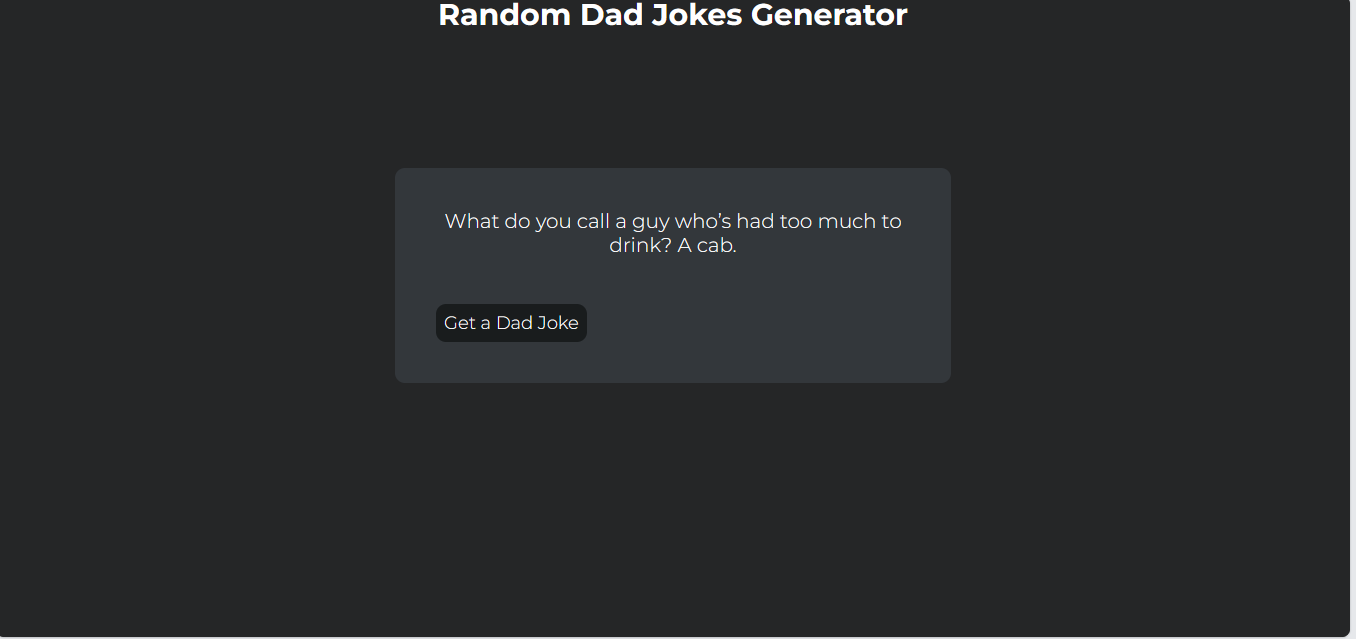 Random Dad Jokes Generator
What do you call a guy who’s had too much to
drink? A cab.
Get a Dad Joke